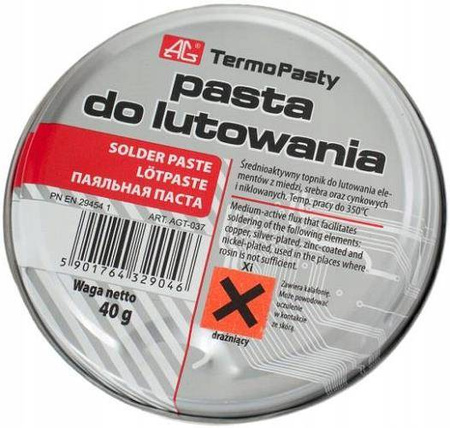 AG®
TermoPasty
pasta
do lutowania
SOLDER PASTE
LÖTPASTE
ПАЯЛЬНАЯ ПАСТА
PN EN 29454 1
ART. AGT-037
5 901764 329046
Waga netto
40 g
Średnioaktywny topnik do lutowania ele-
mentów z miedzi, srebra oraz cynkowych
i niklowanych. Temp. pracy do 350°C
Medium-active flux that facilitates
soldering of the following elements:
copper, silver-plated, zinc-coated and
nickel-plated, used in the places where
rosin is not sufficient.
Xi
drażniący
Zawiera kalafonię.
Może powodować
uczulenie
w kontakcie
ze skórą.